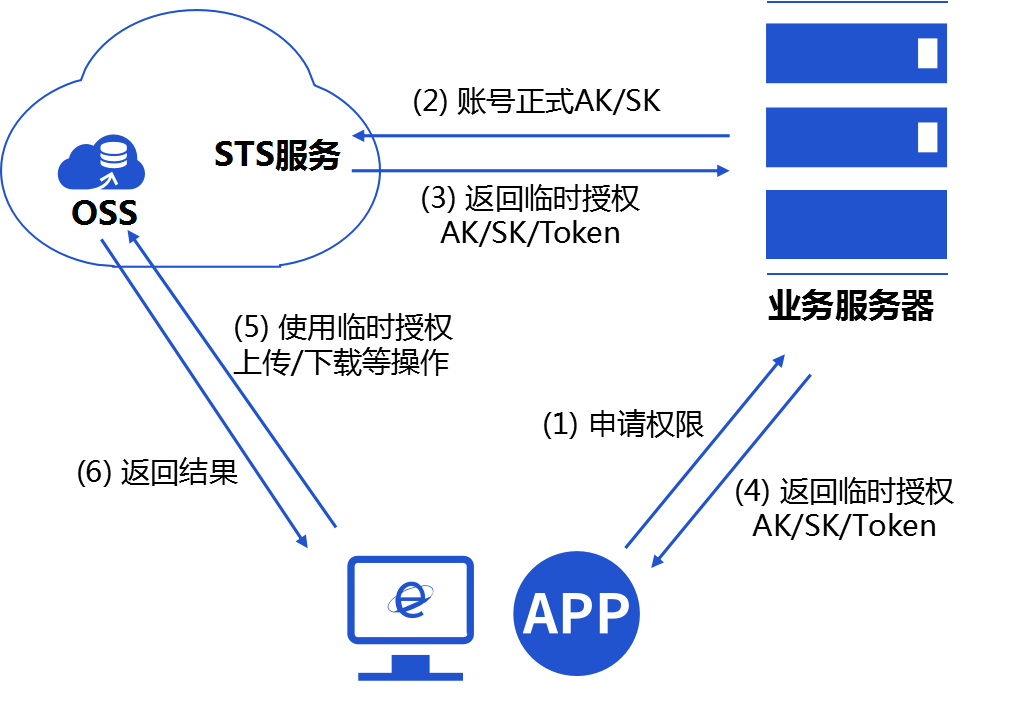 (2) 账号正式AK/SK
STS服务
(3) 返回临时授权
AK/SK/Token
OSS
业务服务器
(5) 使用临时授权
上传/下载等操作
(1) 申请权限
(6) 返回结果
(4) 返回临时授权
AK/SK/Token
e
APP